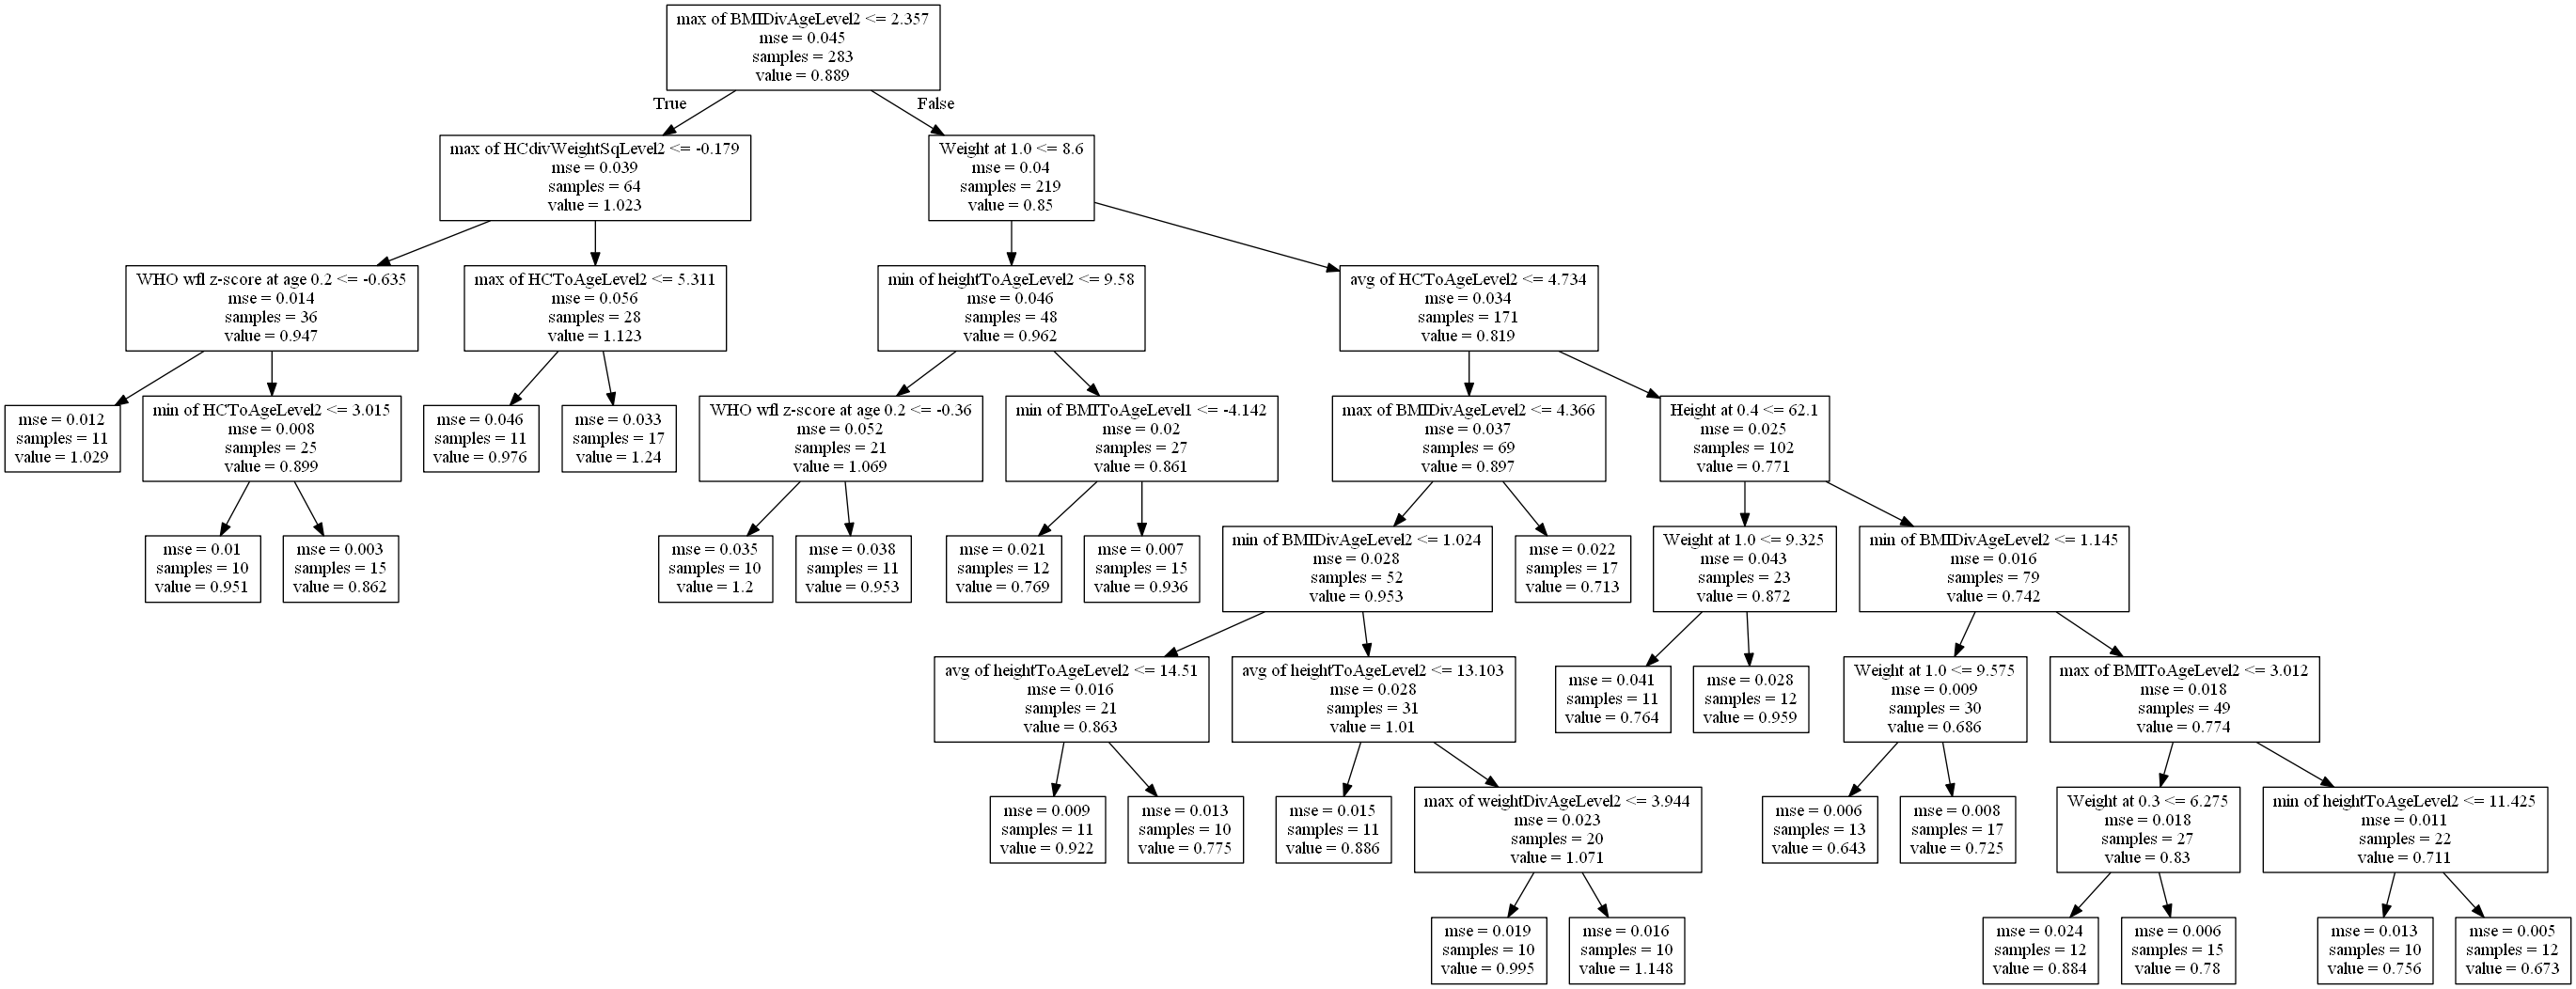 max of BMIDivAgeLevel2 <= 2.357
mse = 0.045
samples = 283
value = 0.889
True
False
max of HCdivWeightSqLevel2 <= -0.179
mse = 0.039
samples = 64
value = 1.023
Weight at 1.0 <= 8.6
mse = 0.04
samples = 219
value = 0.85
WHO wfl z-score at age 0.2 <= -0.635
mse = 0.014
samples = 36
value = 0.947
max of HCToAgeLevel2 <= 5.311
mse = 0.056
samples = 28
value = 1.123
min of heightToAgeLevel2 <= 9.58
mse = 0.046
samples = 48
value = 0.962
avg of HCToAgeLevel2 <= 4.734
mse = 0.034
samples = 171
value = 0.819
mse = 0.012
samples = 11
value = 1.029
min of HCToAgeLevel2 <= 3.015
mse = 0.008
samples = 25
value = 0.899
mse = 0.046
samples = 11
value = 0.976
mse = 0.033
samples = 17
value = 1.24
WHO wfl z-score at age 0.2 <= -0.36
mse = 0.052
samples = 21
value = 1.069
min of BMIToAgeLevel1 <= -4.142
mse = 0.02
samples = 27
value = 0.861
max of BMIDivAgeLevel2 <= 4.366
mse = 0.037
samples = 69
value = 0.897
Height at 0.4 <= 62.1
mse = 0.025
samples = 102
value = 0.771
mse = 0.01
samples = 10
value = 0.951
mse = 0.003
samples = 15
value = 0.862
mse = 0.035
samples = 10
value = 1.2
mse = 0.038
samples = 11
value = 0.953
mse = 0.021
samples = 12
value = 0.769
mse = 0.007
samples = 15
value = 0.936
min of BMIDivAgeLevel2 <= 1.024
mse = 0.028
samples = 52
value = 0.953
mse = 0.022
samples = 17
value = 0.713
Weight at 1.0 <= 9.325
mse = 0.043
samples = 23
value = 0.872
min of BMIDivAgeLevel2 <= 1.145
mse = 0.016
samples = 79
value = 0.742
avg of heightToAgeLevel2 <= 14.51
mse = 0.016
samples = 21
value = 0.863
avg of heightToAgeLevel2 <= 13.103
mse = 0.028
samples = 31
value = 1.01
mse = 0.041
samples = 11
value = 0.764
mse = 0.028
samples = 12
value = 0.959
Weight at 1.0 <= 9.575
mse = 0.009
samples = 30
value = 0.686
max of BMIToAgeLevel2 <= 3.012
mse = 0.018
samples = 49
value = 0.774
mse = 0.009
samples = 11
value = 0.922
mse = 0.013
samples = 10
value = 0.775
mse = 0.015
samples = 11
value = 0.886
max of weightDivAgeLevel2 <= 3.944
mse = 0.023
samples = 20
value = 1.071
mse = 0.006
samples = 13
value = 0.643
mse = 0.008
samples = 17
value = 0.725
Weight at 0.3 <= 6.275
mse = 0.018
samples = 27
value = 0.83
min of heightToAgeLevel2 <= 11.425
mse = 0.011
samples = 22
value = 0.711
mse = 0.019
samples = 10
value = 0.995
mse = 0.016
samples = 10
value = 1.148
mse = 0.024
samples = 12
value = 0.884
mse = 0.006
samples = 15
value = 0.78
mse = 0.013
samples = 10
value = 0.756
mse = 0.005
samples = 12
value = 0.673